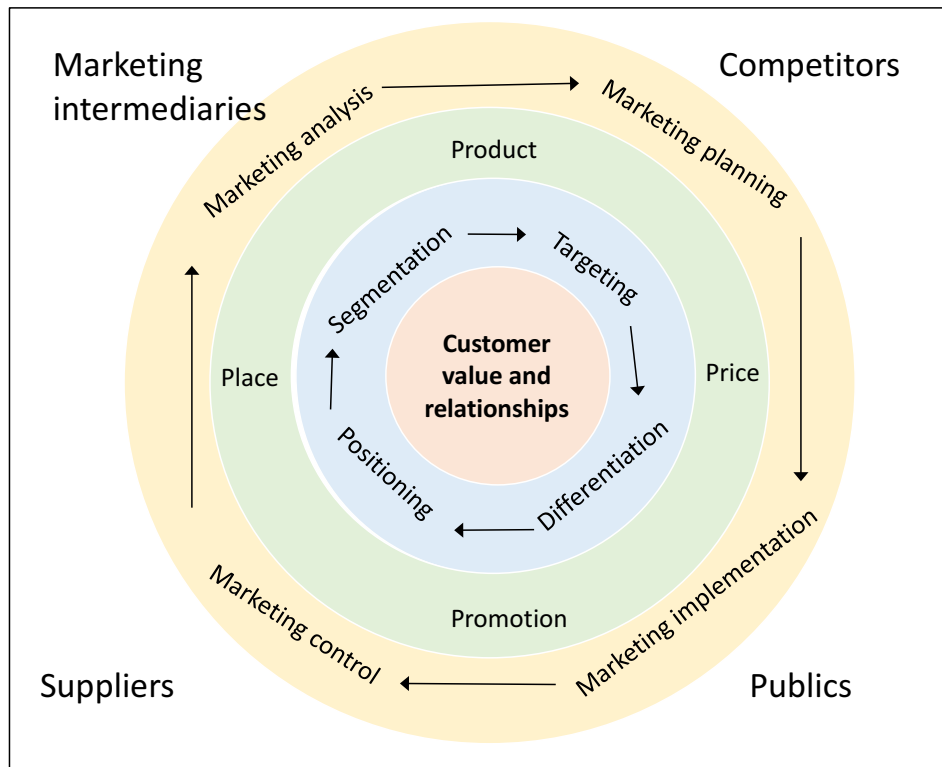 Marketing
intermediaries
Competitors
Marketing analysis
Marketing planning
Product
Segmentation
Targeting
Customer
value and
relationships
Place
Price
Positioning
Differentiation
Promotion
Marketing control
Marketing implementation
Suppliers
Publics